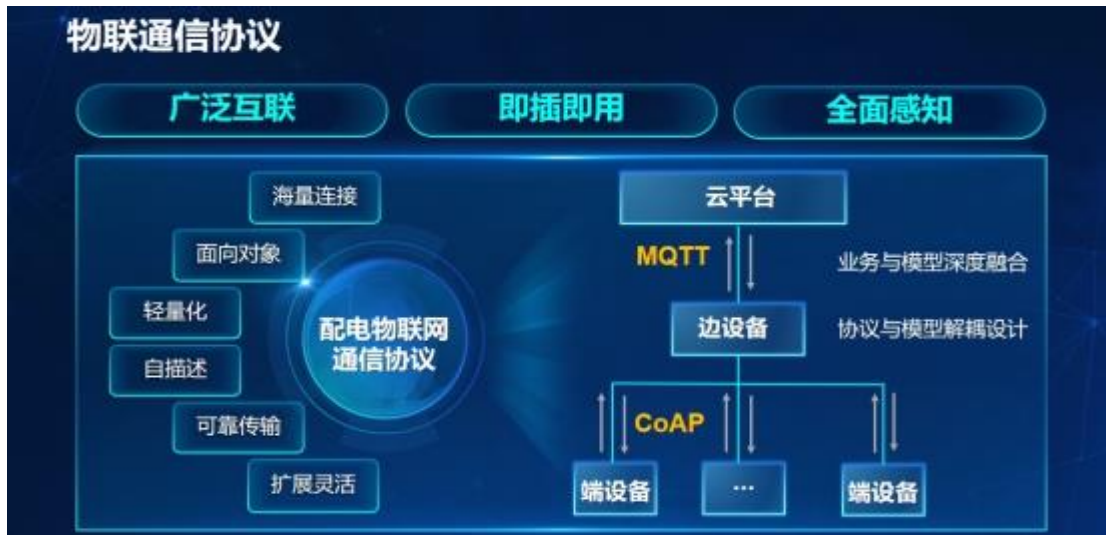 物联通信协议
广泛互联
即插即用
全面感知
海量连接
面向对象
轻量化
自描述
可靠传输
扩展灵活
配电物联网
通信协议
云平台
MQTT
业务与模型深度融合
边设备
协议与模型解耦设计
CoAP
端设备
...
端设备